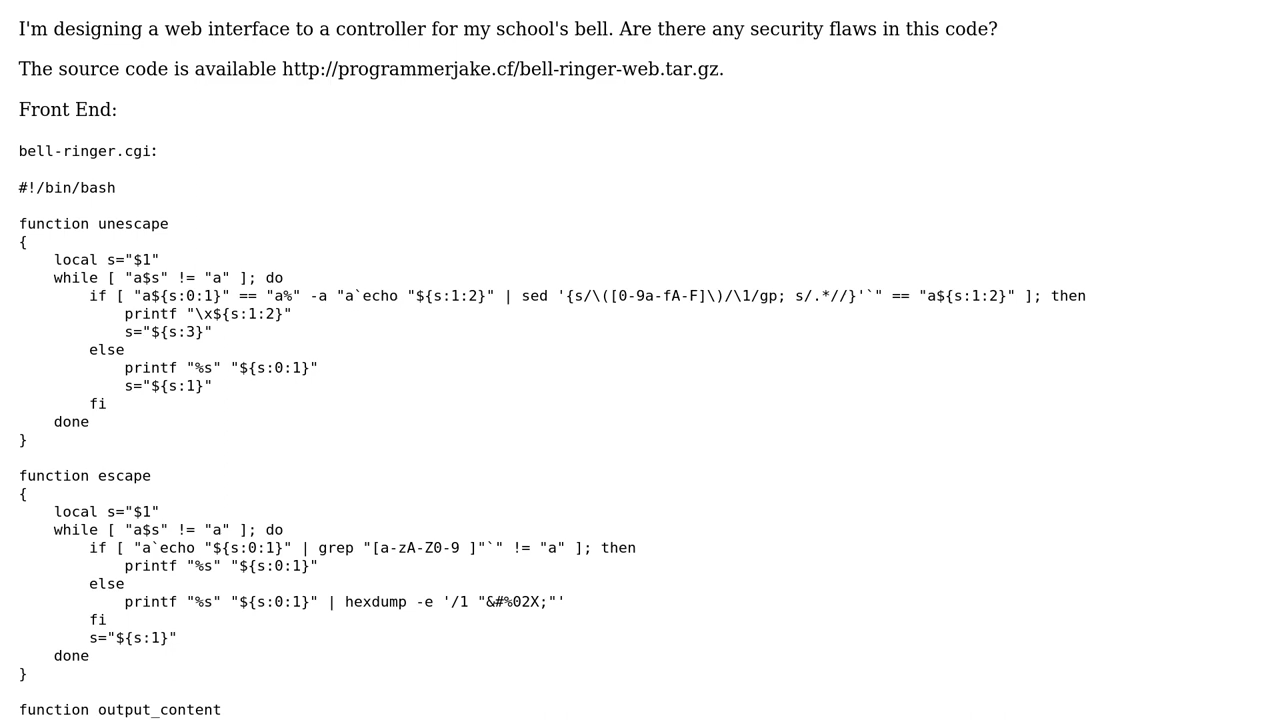 I'm designing a web interface to a controller for my school's bell. Are there any security flaws in this code?
The source code is available http://programmerjake.cf/bell-ringer-web.tar.gz.
Front End:
bell-ringer.cgi:
#!/bin/bash
function unescape
{
    local s="$1"
    while [ "a$s" != "a" ]; do
        if [ "a${s:0:1}" == "a%" -a "a`echo "${s:1:2}" | sed '{s/\([0-9a-fA-F]\)/\1/gp; s/.*//}'`" == "a${s:1:2}" ]; then
            printf "\x${s:1:2}"
            s="${s:3}"
        else
            printf "%s" "${s:0:1}"
            s="${s:1}"
        fi
    done
}
function escape
{
    local s="$1"
    while [ "a$s" != "a" ]; do
        if [ "a`echo "${s:0:1}" | grep "[a-zA-Z0-9 ]"`" != "a" ]; then
            printf "%s" "${s:0:1}"
        else
            printf "%s" "${s:0:1}" | hexdump -e '/1 "&#%02X;"'
        fi
        s="${s:1}"
    done
}
function output_content